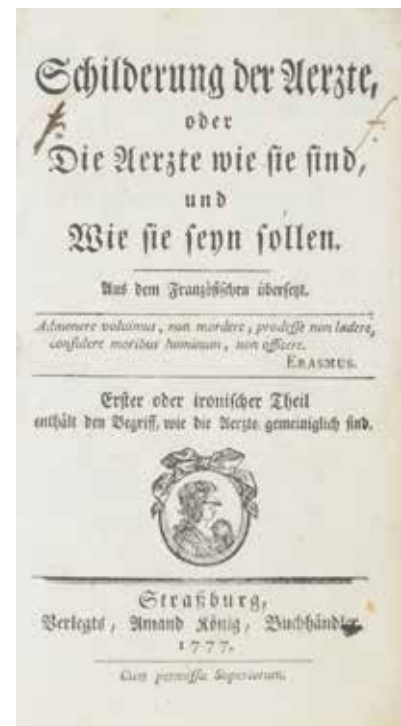 Schilderung der Aerzte,
oder
Die Aerzte wie sie sind,
und
Wie sie seyn sollen.
Aus dem Französischen übersetzt.
Admonere voluimus, non mordere; prodesse non lædere,
consulere moribus hominum, non officere.
ERASMUS.
Erster oder ironischer Theil
enthält den Begriff, wie die Aerzte gemeiniglich sind.
Straßburg,
Verlegts, Amand König, Buchhändler.
1777.
Cum permissu Superiorum.